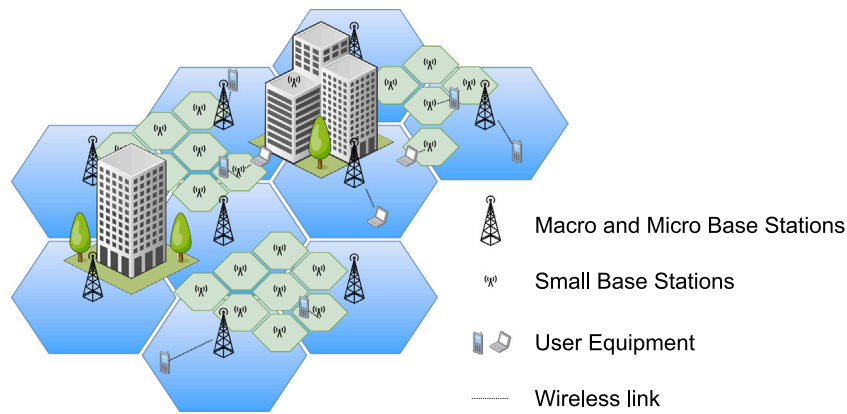 Macro and Micro Base Stations
Small Base Stations
User Equipment
Wireless link